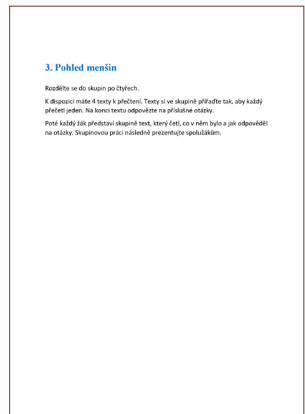 3. Pohled menšin
Rozdělte se do skupin po čtyřech.
K dispozici máte 4 texty k přečtení. Texty si ve skupině přiřaďte tak, aby každý
přečetl jeden. Na konci textu odpovězte na příslušné otázky.
Poté každý žák představí skupině text, který četl, co v něm bylo a jak odpověděl
na otázky. Skupinovou práci následně prezentujte spolužákům.